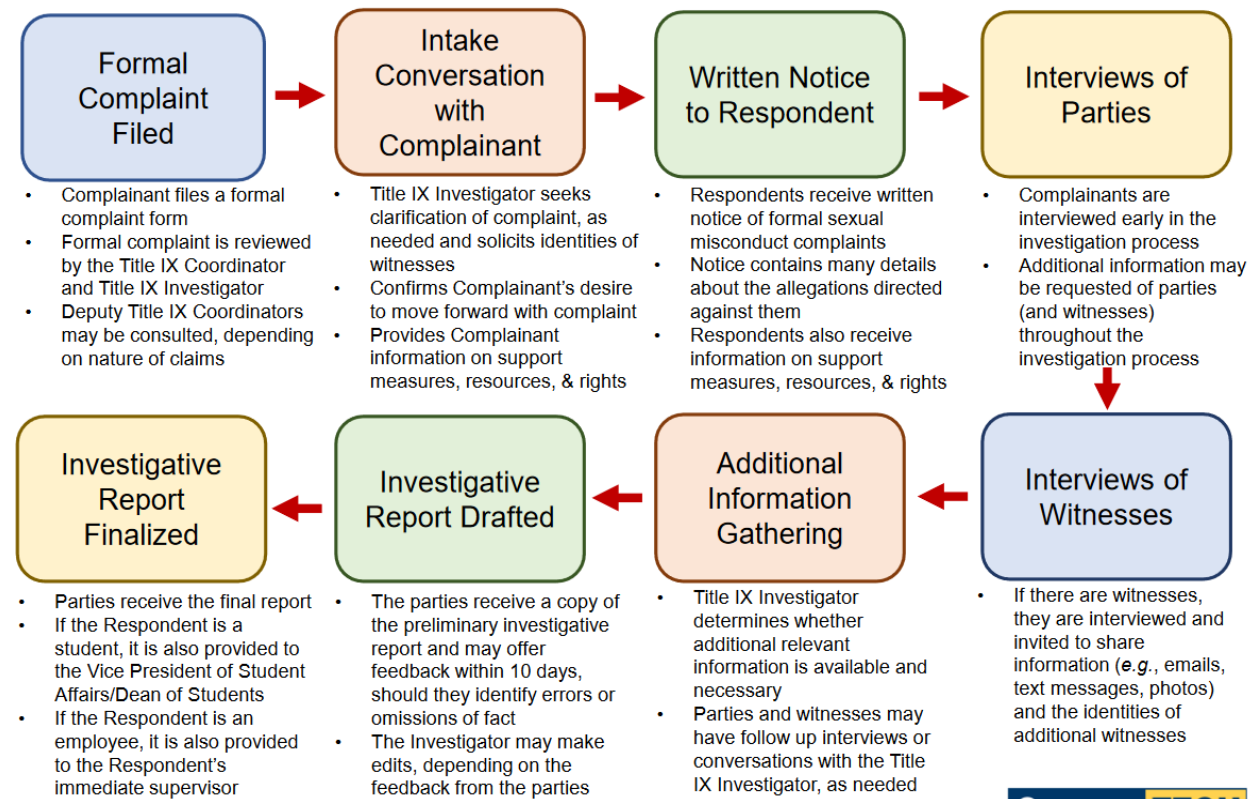 Formal
Complaint
Filed
• Complainant files a formal
complaint form
• Formal complaint is reviewed
by the Title IX Coordinator
and Title IX Investigator
• Deputy Title IX Coordinators
may be consulted, depending
on nature of claims
Intake
Conversation
with
Complainant
• Title IX Investigator seeks
clarification of complaint, as
needed and solicits identities of
witnesses
• Confirms Complainant’s desire
to move forward with complaint
• Provides Complainant
information on support
measures, resources, & rights
Written Notice
to Respondent
• Respondents receive written
notice of formal sexual
misconduct complaints
• Notice contains many details
about the allegations directed
against them
• Respondents also receive
information on support
measures, resources, & rights
Interviews of
Parties
• Complainants are
interviewed early in the
investigation process
• Additional information may
be requested of parties
(and witnesses)
throughout the
investigation process
Interviews of
Witnesses
• If there are witnesses,
they are interviewed and
invited to share
information (e.g., emails,
text messages, photos)
and the identities of
additional witnesses
Additional
Information
Gathering
• Title IX Investigator
determines whether
additional relevant
information is available and
necessary
• Parties and witnesses may
have follow up interviews or
conversations with the Title
IX Investigator, as needed
Investigative
Report Drafted
• The parties receive a copy of
the preliminary investigative
report and may offer
feedback within 10 days,
should they identify errors or
omissions of fact
• The Investigator may make
edits, depending on the
feedback from the parties
Investigative
Report
Finalized
• Parties receive the final report
• If the Respondent is a
student, it is also provided to
the Vice President of Student
Affairs/Dean of Students
• If the Respondent is an
employee, it is also provided
to the Respondent’s
immediate supervisor